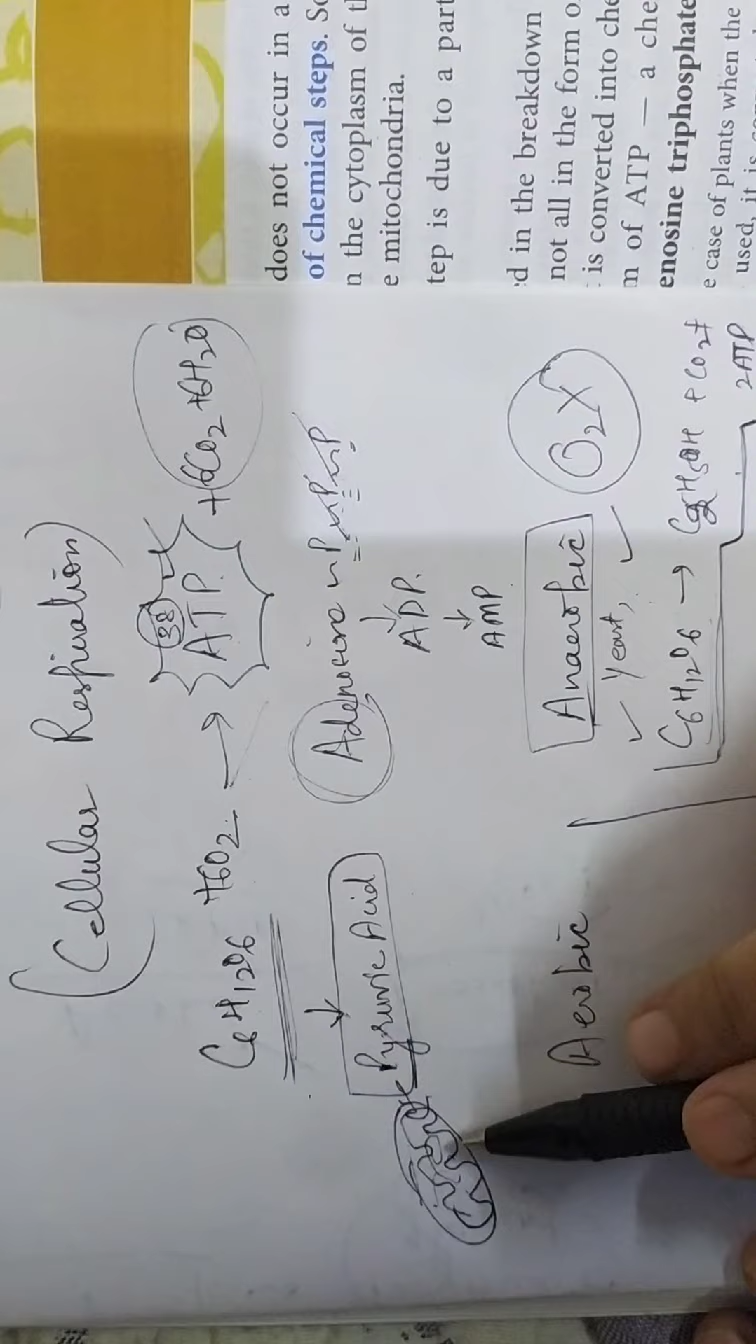 (Cellular Respiration)
C6H12O6 +6O2 → 38 ATP +6CO2 +6H2O
↓
Pyruvic Acid
Adenosine ~P~P~P
↓
ADP.
↓
AMP.
Aerobic
Anaerobic O2X
✓ Yeast, ✓
C6H12O6 → C2H5OH + CO2+
2ATP
does not occur in a
of chemical steps. So
n the cytoplasm of t
e mitochondria.
tep is due to a part
d in the breakdown
not all in the form o
is converted into che
m of ATP — a che
enosine triphosphate
e case of plants when the
used, it is